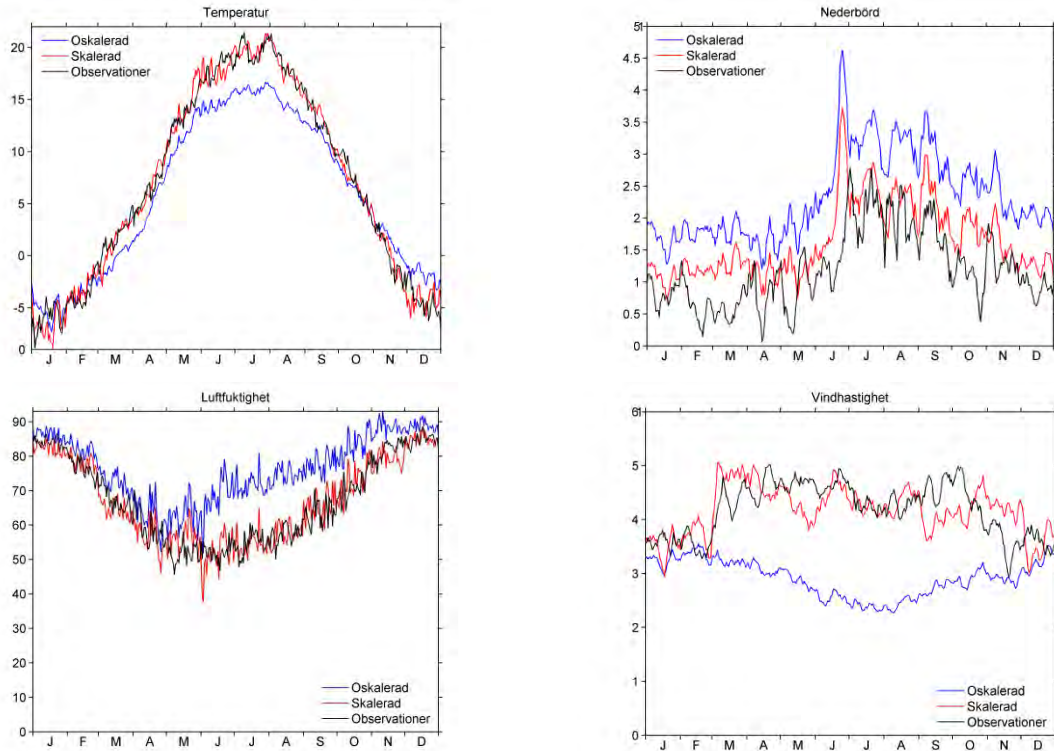 Temperatur
Oskalerad
Skalerad
Observationer
20
15
10
5
0
-5
0
J F M A M J J A S O N D
Nederbörd
Oskalerad
Skalerad
Observationer
51
4.5
4
3.5
3
2.5
2
1.5
1
0.5
0
J F M A M J J A S O N D
Luftfuktighet
90
80
70
60
50
40
30
20
10
0
Oskalerad
Skalerad
Observationer
J F M A M J J A S O N D
Vindhastighet
61
5
4
3
2
1
0
Oskalerad
Skalerad
Observationer
J F M A M J J A S O N D